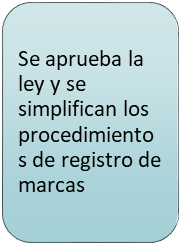 Se aprueba la
ley y se
simplifican los
procedimiento
s de registro de
marcas